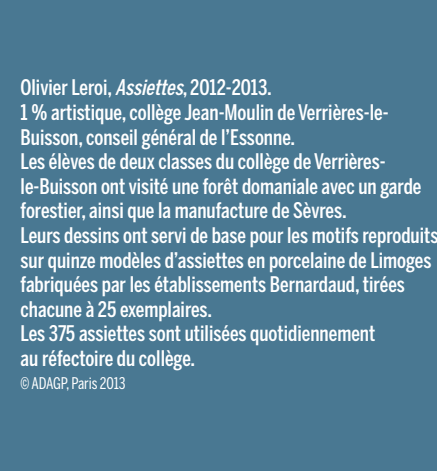 Olivier Leroi, Assiettes, 2012-2013.
1 % artistique, collège Jean-Moulin de Verrières-le-
Buisson, conseil général de l’Essonne.
Les élèves de deux classes du collège de Verrières-
le-Buisson ont visité une forêt domaniale avec un garde
forestier, ainsi que la manufacture de Sèvres.
Leurs dessins ont servi de base pour les motifs reproduits
sur quinze modèles d’assiettes en porcelaine de Limoges
fabriquées par les établissements Bernardaud, tirées
chacune à 25 exemplaires.
Les 375 assiettes sont utilisées quotidiennement
au réfectoire du collège.
© ADAGP, Paris 2013